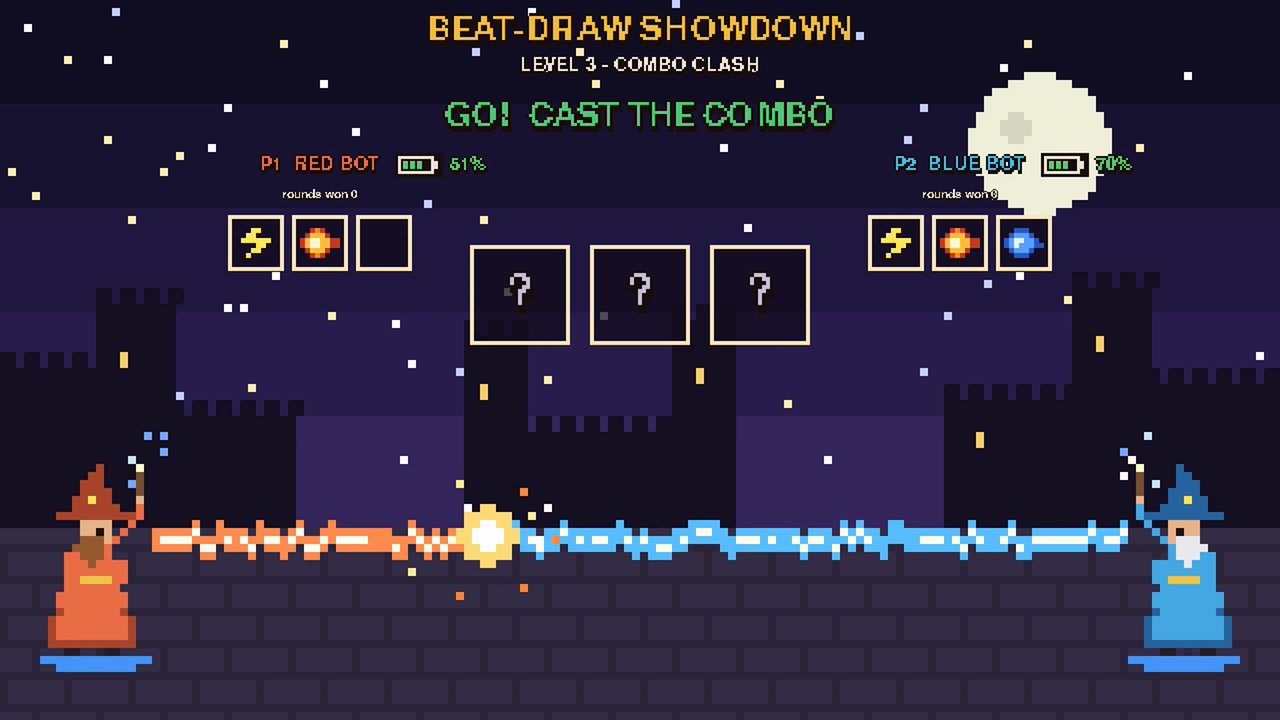 BEAT-DRAW SHOWDOWN
LEVEL 3 - COMBO CLASH
GO! CAST THE COMBO
P1 RED BOT 51%
P2 BLUE BOT 70%
rounds won 0
rounds won 0
? ? ?